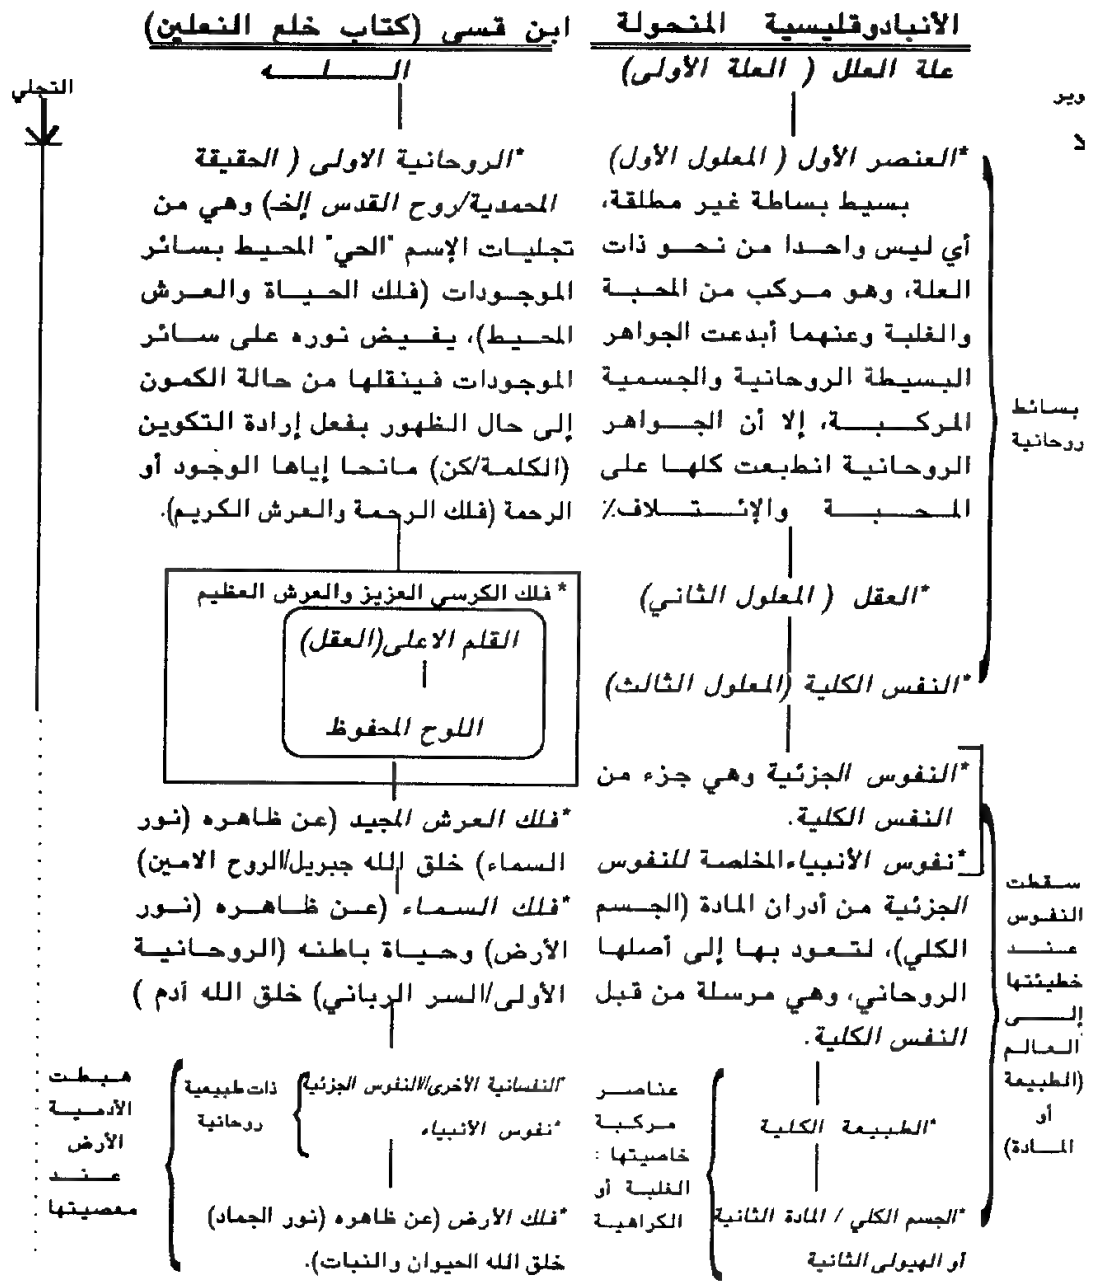 الأنبادوقليسية المنحولة
علة العلل ( العلة الأولى)
*العنصر الأول ( المعلول الأول)
بسيط بساطة غير مطلقة،
أي ليس واحدا من نحو ذات
العلة، وهو مركب من المحبة
والغلبة وعنهما أبدعت الجواهر
البسيطة الروحانية والجسمية
المركبة، إلا أن الجواهر
الروحانية انطبعت كلها على
المحبة والإئتلاف٪
*العقل ( المعلول الثاني)
*النفس الكلية (المعلول الثالث)
*النفوس الجزئية وهي جزء من
النفس الكلية.
*نفوس الأنبياء،المخلصة للنفوس
الجزئية من أدران المادة (الجسم
الكلي)، لتعود بها إلى أصلها
الروحاني، وهي مرسلة من قبل
النفس الكلية.
*الطبيعة الكلية
*الجسم الكلي / المادة الثانية
أو الهيولى الثانية
وير
بسائط
روحانية
سقطت
النفوس
عند
خطيئتها
إلى
العالم
(الطبيعة
أو
المادة)
عناصر
مركبة
خاصيتها :
الغلبة أو
الكراهية
ابن قسي (كتاب خلع النعلين)
الله
*الروحانية الاولى ( الحقيقة
المحمدية/روح القدس إلخ) وهي من
تجليات الإسم "الحي" المحيط بسائر
الموجودات (فلك الحياة والعرش
المحيط)، يفيض نوره على سائر
الموجودات فينقلها من حالة الكمون
إلى حال الظهور بفعل إرادة التكوين
(الكلمة/كن) مانحا إياها الوجود أو
الرحمة (فلك الرحمة والعرش الكريم).
* فلك الكرسي العزيز والعرش العظيم
القلم الاعلى(العقل)
اللوح المحفوظ
*فلك العرش المجيد (عن ظاهره (نور
السماء) خلق الله جبريل/الروح الامين)
*فلك السماء (عن ظاهره (نور
الأرض) وحياة باطنه (الروحانية
الأولى/السر الرباني) خلق الله آدم )
*النفسانية الأخرى/النفوس الجزئية
*نفوس الأنبياء
*فلك الأرض (عن ظاهره (نور الجماد)
خلق الله الحيوان والنبات).
ذات طبيعية
روحانية
هبطت
الآدمية
الأرض
عند
معصيتها
التجلي